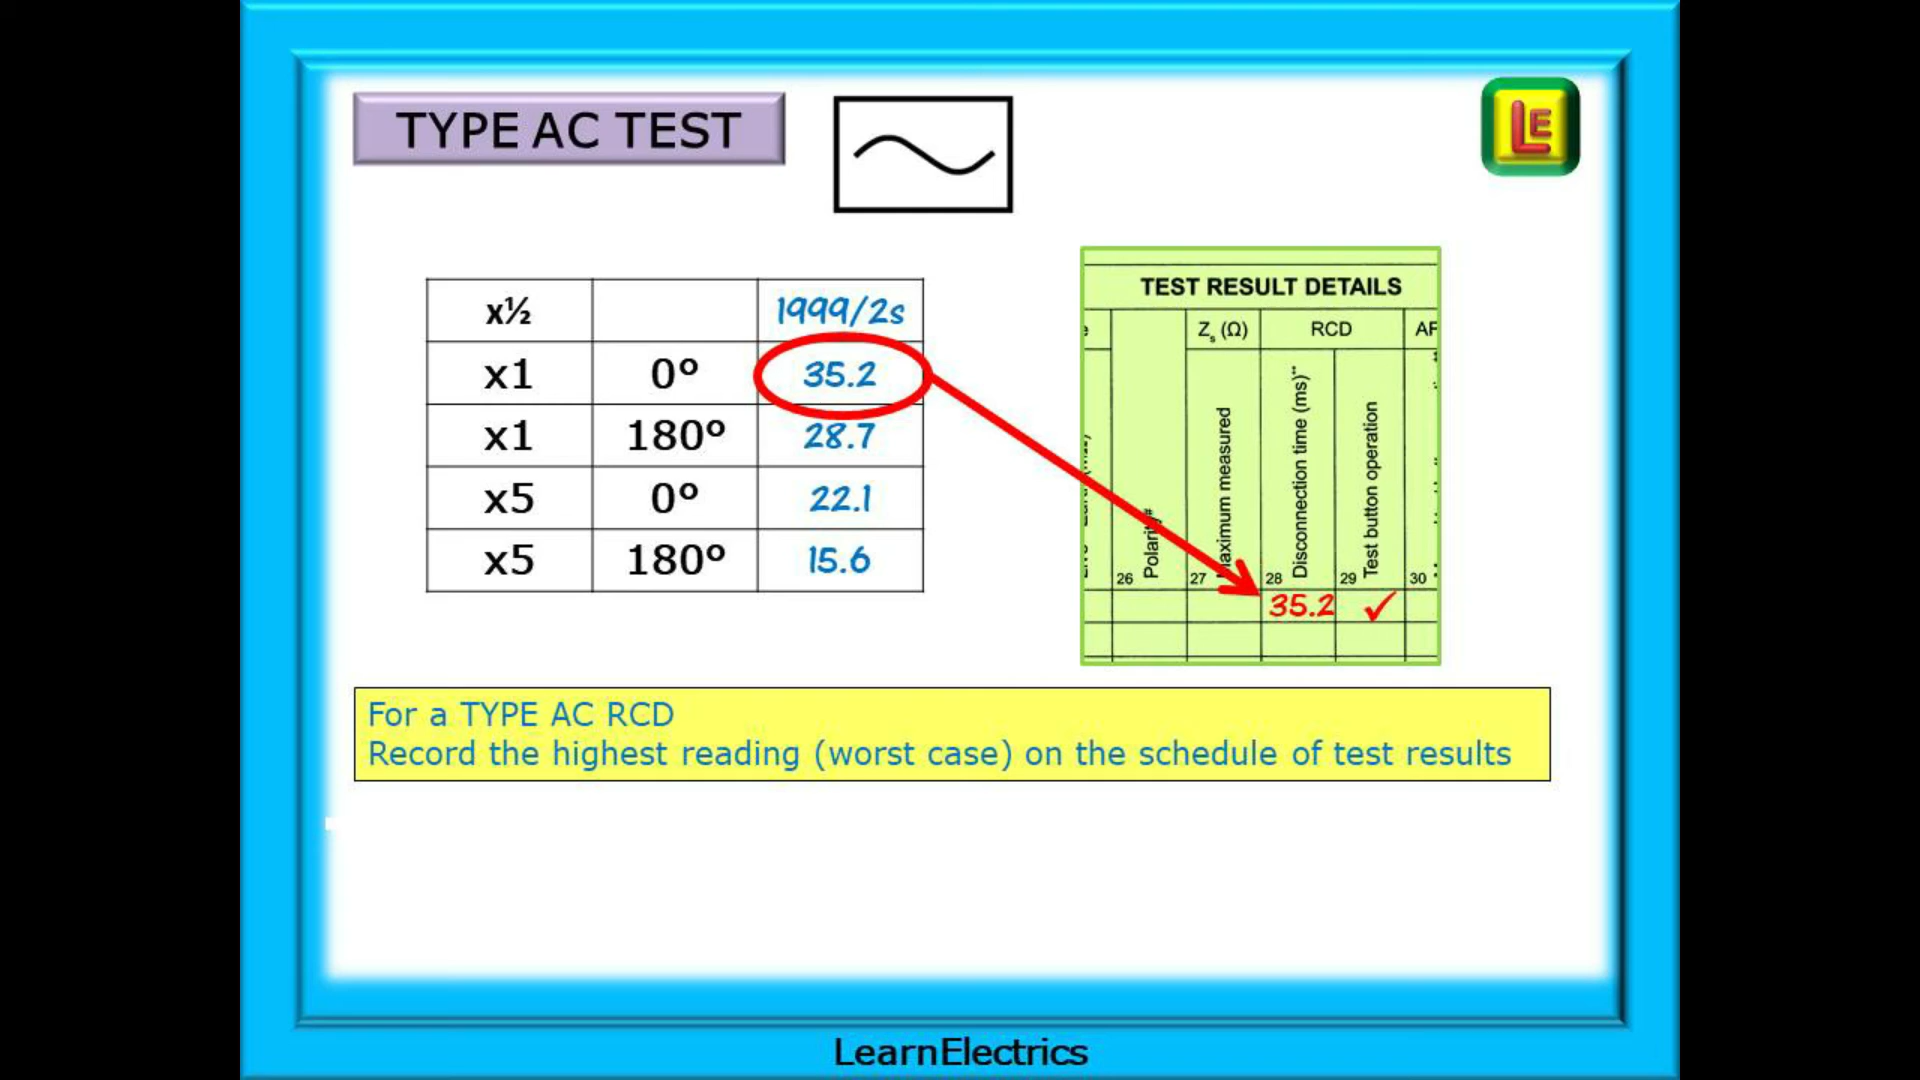 TYPE AC TEST
LE
x½ 1999/2s
x1 0° 35.2
x1 180° 28.7
x5 0° 22.1
x5 180° 15.6
TEST RESULT DETAILS
Zs (Ω) RCD AF
26 Polarity#
27 Maximum measured
28 Disconnection time (ms)**
29 Test button operation
30
35.2 ✓
For a TYPE AC RCD
Record the highest reading (worst case) on the schedule of test results
LearnElectrics